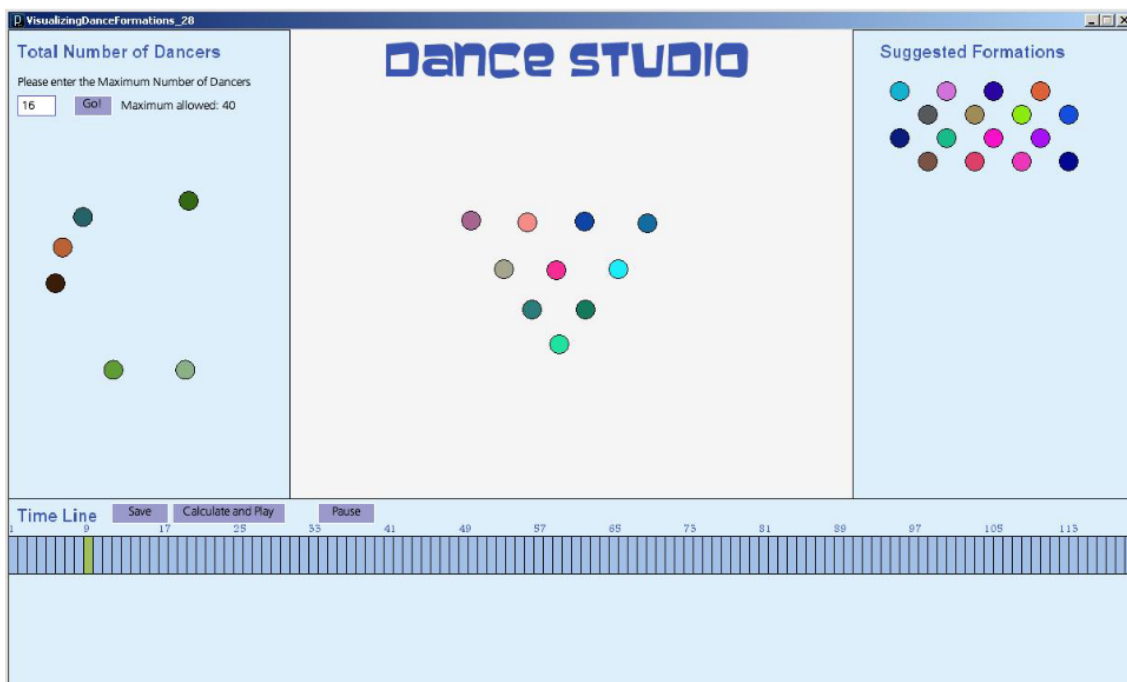 VisualizingDanceFormations_28
Total Number of Dancers
Please enter the Maximum Number of Dancers
16 Go! Maximum allowed: 40
Dance STUDIO
Suggested Formations
Time Line Save Calculate and Play Pause
1 9 17 25 33 41 49 57 65 73 81 89 97 105 113